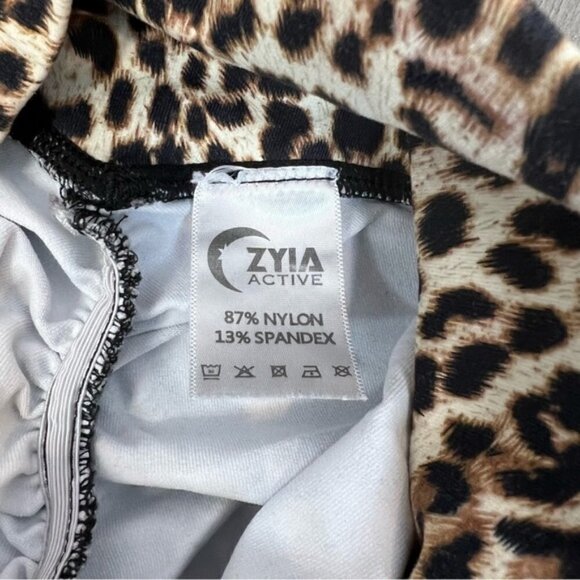 ZYIA
ACTIVE
87% NYLON
13% SPANDEX